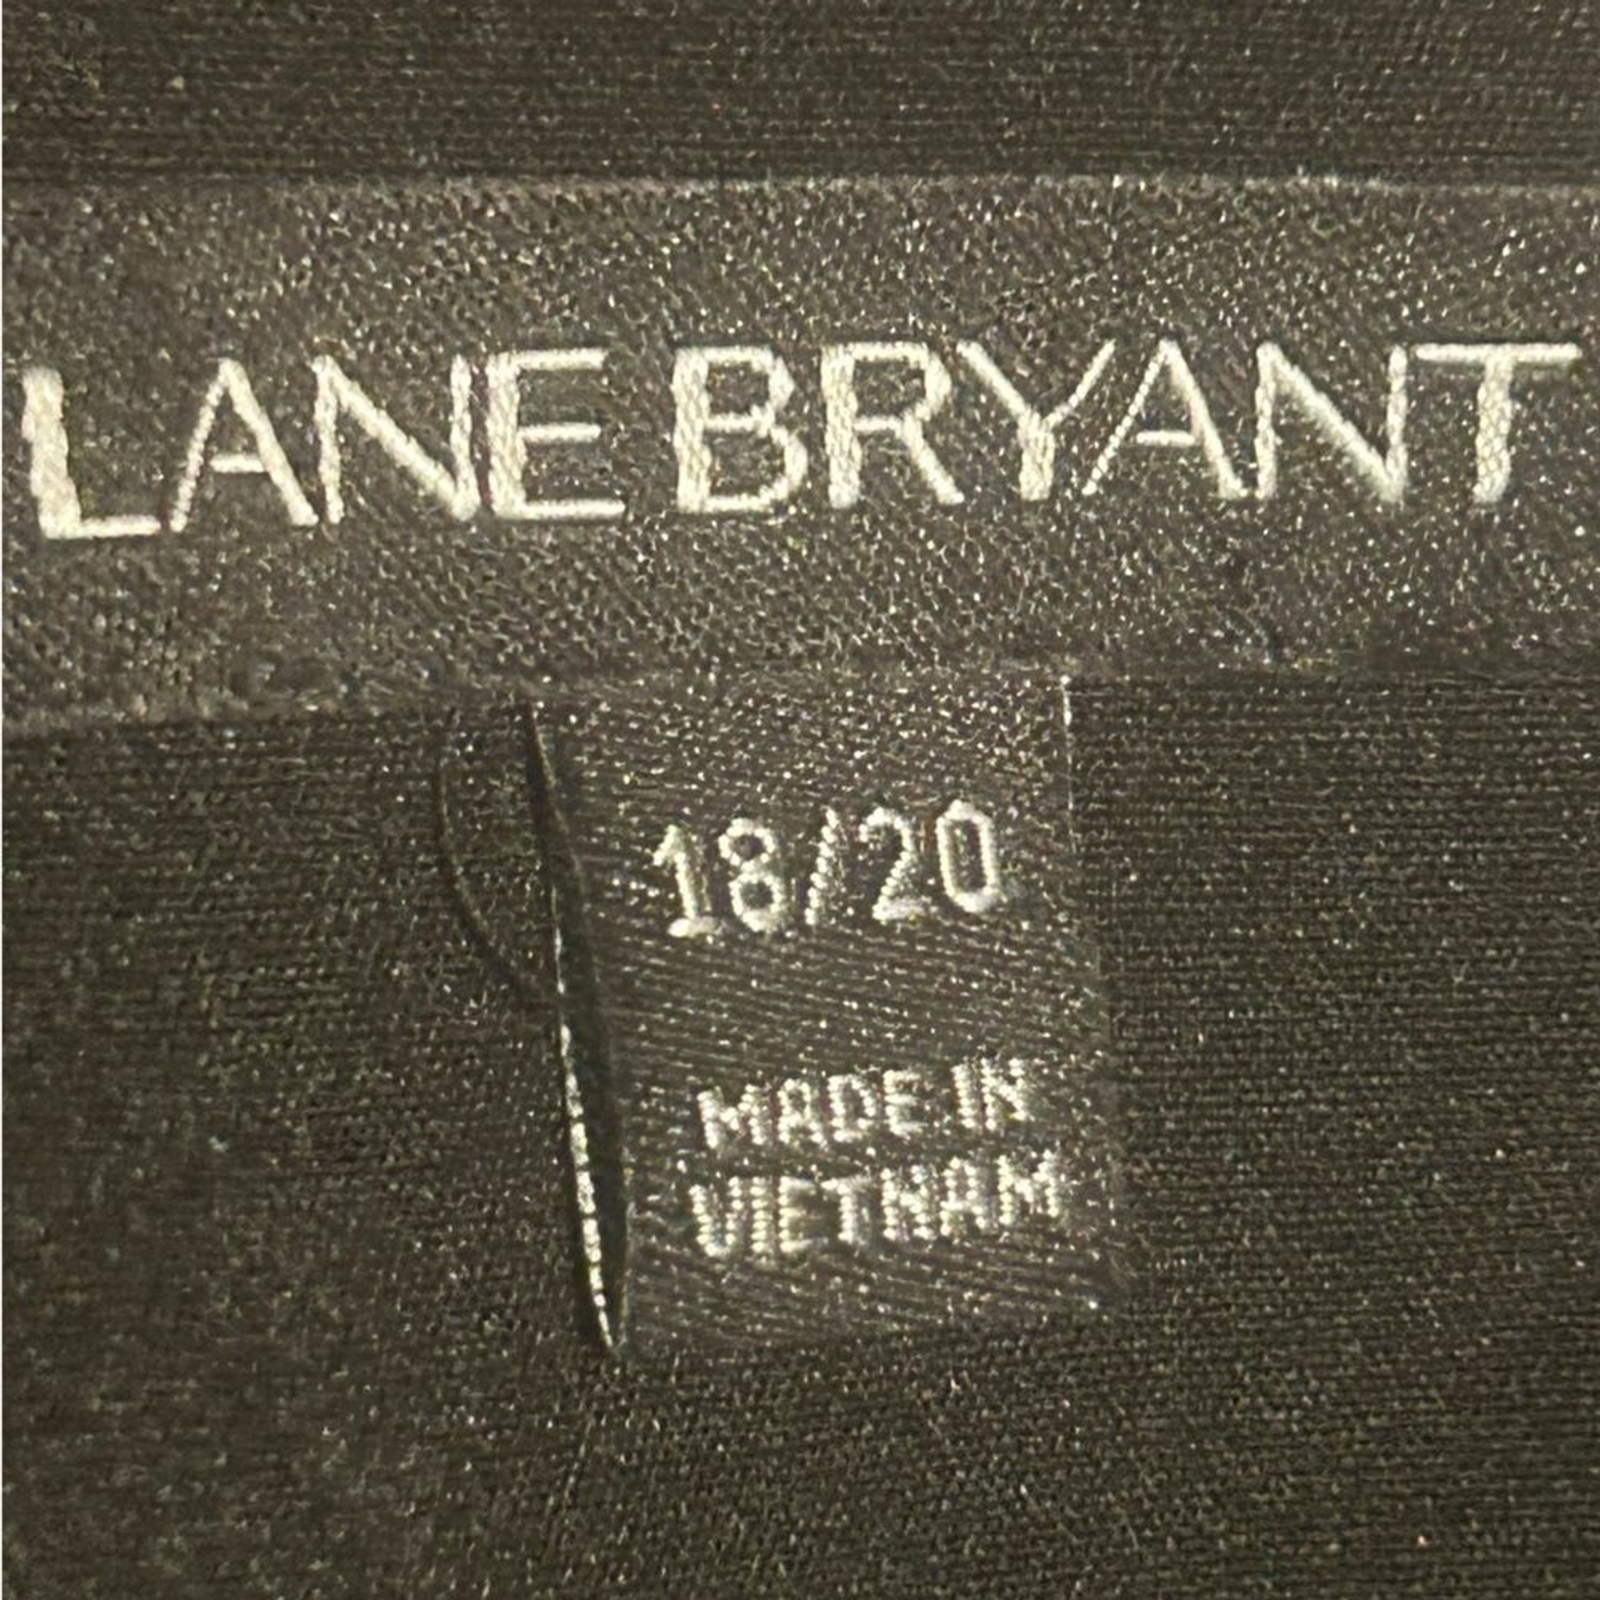 LANE BRYANT
18/20
MADE IN
VIETNAM